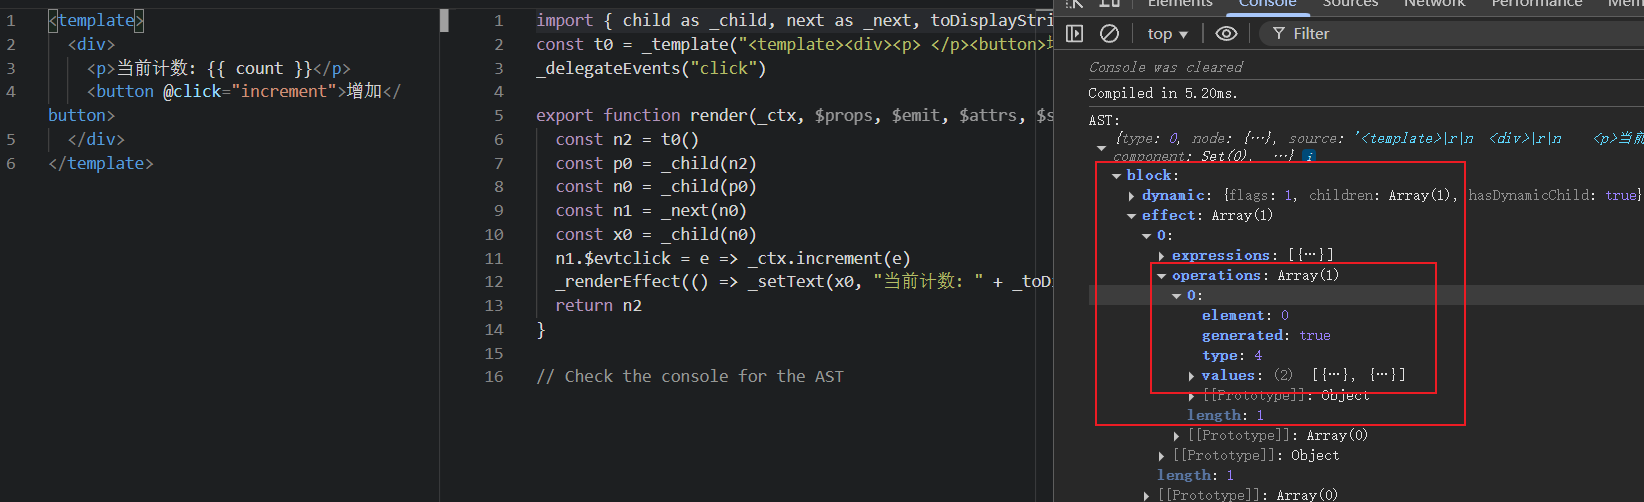 1 <template>
2 <div>
3 <p>当前计数: {{ count }}</p>
4 <button @click="increment">增加</
button>
5 </div>
6 </template>
1 import { child as _child, next as _next, toDisplayStri
2 const t0 = _template("<template><div><p> </p><button>
3 _delegateEvents("click")
4
5 export function render(_ctx, $props, $emit, $attrs, $s
6 const n2 = t0()
7 const p0 = _child(n2)
8 const n0 = _child(p0)
9 const n1 = _next(n0)
10 const x0 = _child(n0)
11 n1.$evtclick = e => _ctx.increment(e)
12 _renderEffect(() => _setText(x0, "当前计数: " + _toD
13 return n2
14 }
15
16 // Check the console for the AST
Elements Console Sources Network Performance Mem
top ▼ Filter
Console was cleared
Compiled in 5.20ms.
AST:
{type: 0, node: {…}, source: '<template>\r\n <div>\r\n <p>当前
component: Set(0), …} i
block:
dynamic: {flags: 1, children: Array(1), hasDynamicChild: true}
effect: Array(1)
0:
expressions: [{…}]
operations: Array(1)
0:
element: 0
generated: true
type: 4
values: (2) [{…}, {…}]
[[Prototype]]: Object
length: 1
[[Prototype]]: Array(0)
[[Prototype]]: Object
length: 1
[[Prototype]]: Array(0)